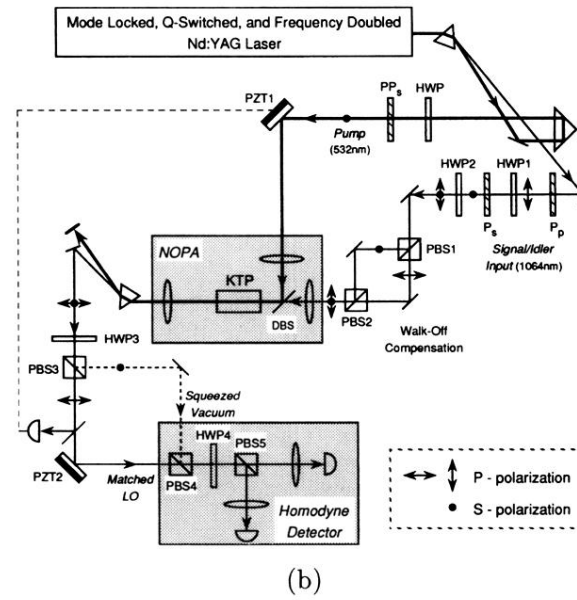 Mode Locked, Q-Switched, and Frequency Doubled
Nd:YAG Laser
PZT1
PPs
HWP
Pump
(532nm)
HWP2
HWP1
Ps
Pp
Signal/Idler
Input (1064nm)
NOPA
KTP
DBS
PBS1
PBS2
Walk-Off
Compensation
HWP3
PBS3
Squeezed
Vacuum
HWP4
PBS5
PZT2
Matched
LO
PBS4
Homodyne
Detector
P - polarization
S - polarization
(b)